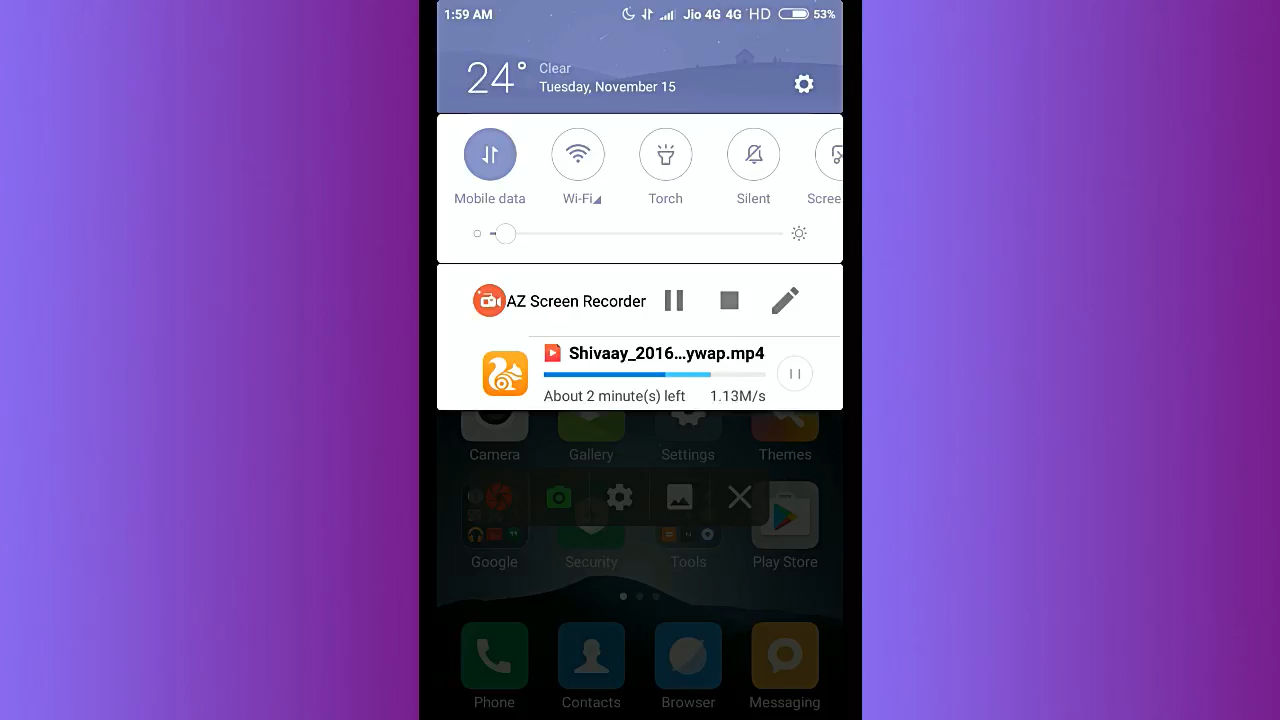 1:59 AM Jio 4G 4G HD 53%
24° Clear
Tuesday, November 15
Mobile data Wi-Fi Torch Silent Scree
AZ Screen Recorder
Shivaay_2016...ywap.mp4
About 2 minute(s) left 1.13M/s
Camera Gallery Settings Themes
Google Security Tools Play Store
Phone Contacts Browser Messaging